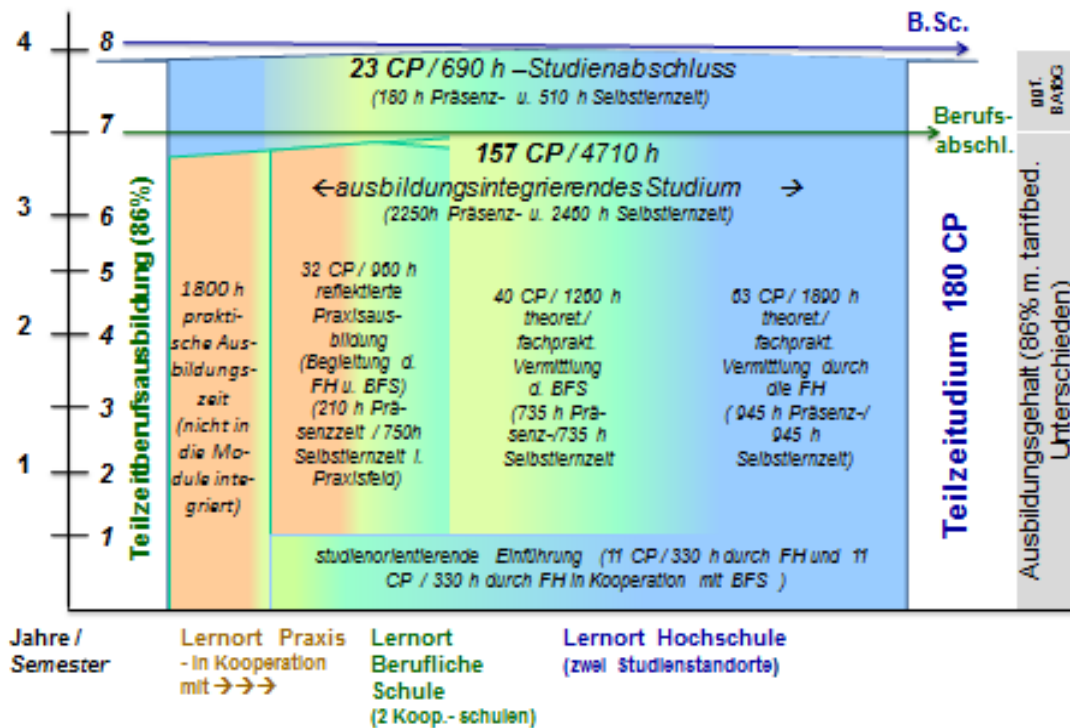 B.Sc.
4
8
23 CP / 690 h –Studienabschluss
(180 h Präsenz- u. 510 h Selbstlernzeit)
ggf.
BAföG
7
Berufs-
abschl.
157 CP / 4710 h
←ausbildungsintegrierendes Studium →
(2250h Präsenz- u. 2460 h Selbstlernzeit)
3
6
5
2
4
3
1
2
1
Teilzeitberufsausbildung (86%)
1800 h
prakti-
sche Aus-
bildungs-
zeit
(nicht in
die Mo-
dule inte-
griert)
32 CP / 960 h
reflektierte
Praxisaus-
bildung
(Begleitung d.
FH u. BFS)
(210 h Prä-
senzzeit / 750h
Selbstlernzeit i.
Praxisfeld)
40 CP / 1260 h
theoret./
fachprakt.
Vermittlung
d. BFS
(735 h Prä-
senz-/735 h
Selbstlernzeit
63 CP / 1890 h
theoret./
fachprakt.
Vermittlung durch
die FH
( 945 h Präsenz-/
945 h
Selbstlernzeit)
Teilzeitudium 180 CP
Ausbildungsgehalt (86% m. tarifbed.
Unterschieden)
studienorientierende Einführung (11 CP / 330 h durch FH und 11
CP / 330 h durch FH in Kooperation mit BFS )
Jahre /
Semester
Lernort Praxis
- in Kooperation
mit →→→
Lernort
Berufliche
Schule
(2 Koop.- schulen)
Lernort Hochschule
(zwei Studienstandorte)